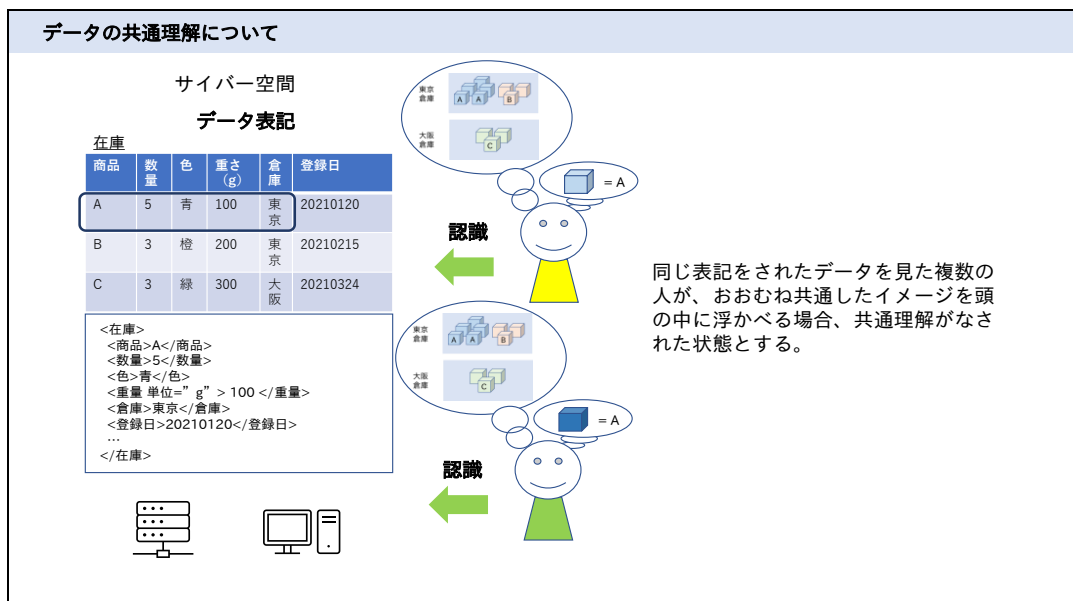 データの共通理解について
サイバー空間
データ表記
在庫
商品 数量 色 重さ（g） 倉庫 登録日
A 5 青 100 東京 20210120
B 3 橙 200 東京 20210215
C 3 緑 300 大阪 20210324
<在庫>
<商品>A</商品>
<数量>5</数量>
<色>青</色>
<重量 単位=”g”> 100 </重量>
<倉庫>東京</倉庫>
<登録日>20210120</登録日>
…
</在庫>
東京
倉庫
A A B
大阪
倉庫
C
= A
認識
東京
倉庫
A A B
大阪
倉庫
C
= A
認識
同じ表記をされたデータを見た複数の
人が、おおむね共通したイメージを頭
の中に浮かべる場合、共通理解がなさ
れた状態とする。